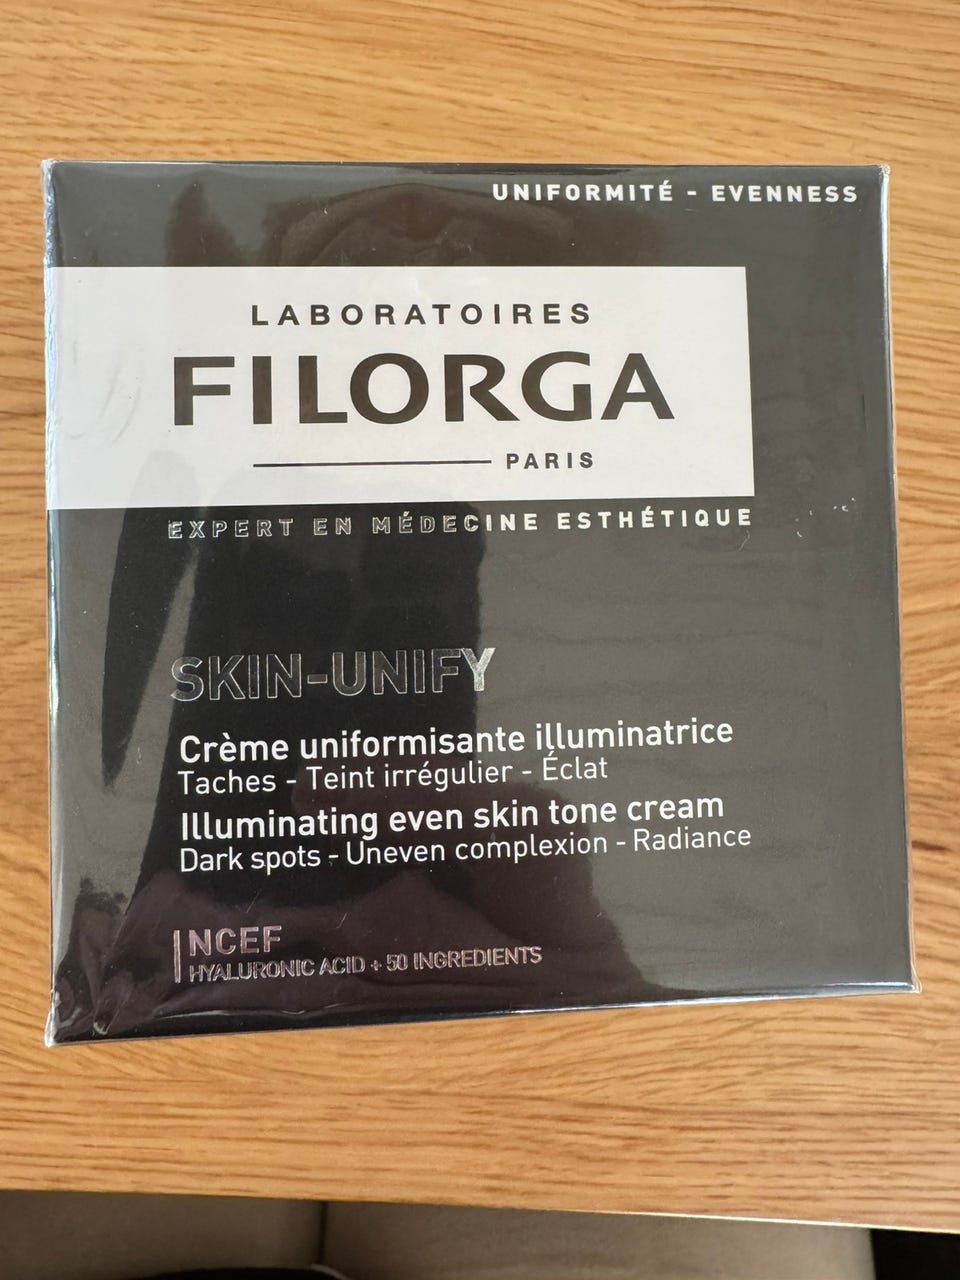 UNIFORMITÉ - EVENNESS
LABORATOIRES
FILORGA
PARIS
EXPERT EN MÉDECINE ESTHÉTIQUE
SKIN-UNIFY
Crème uniformisante illuminatrice
Taches - Teint irrégulier - Éclat
Illuminating even skin tone cream
Dark spots - Uneven complexion - Radiance
NCEF
HYALURONIC ACID + 50 INGREDIENTS